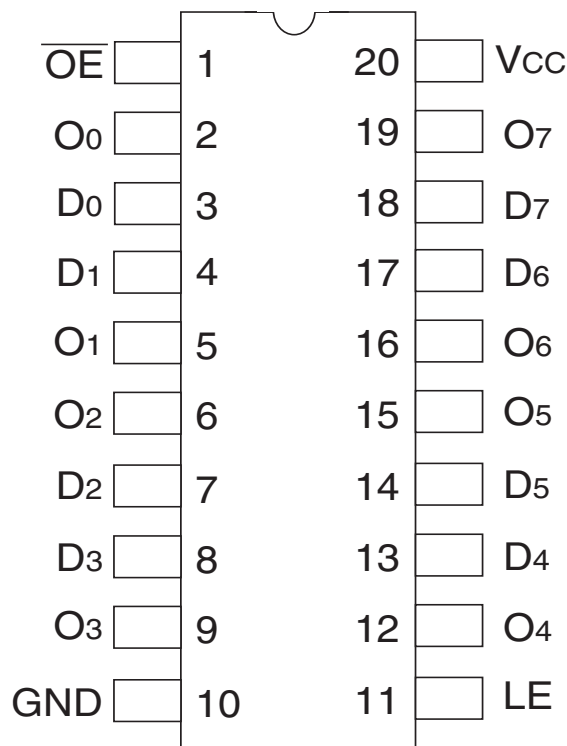 OE 1 20 VCC
O0 2 19 O7
D0 3 18 D7
D1 4 17 D6
O1 5 16 O6
O2 6 15 O5
D2 7 14 D5
D3 8 13 D4
O3 9 12 O4
GND 10 11 LE